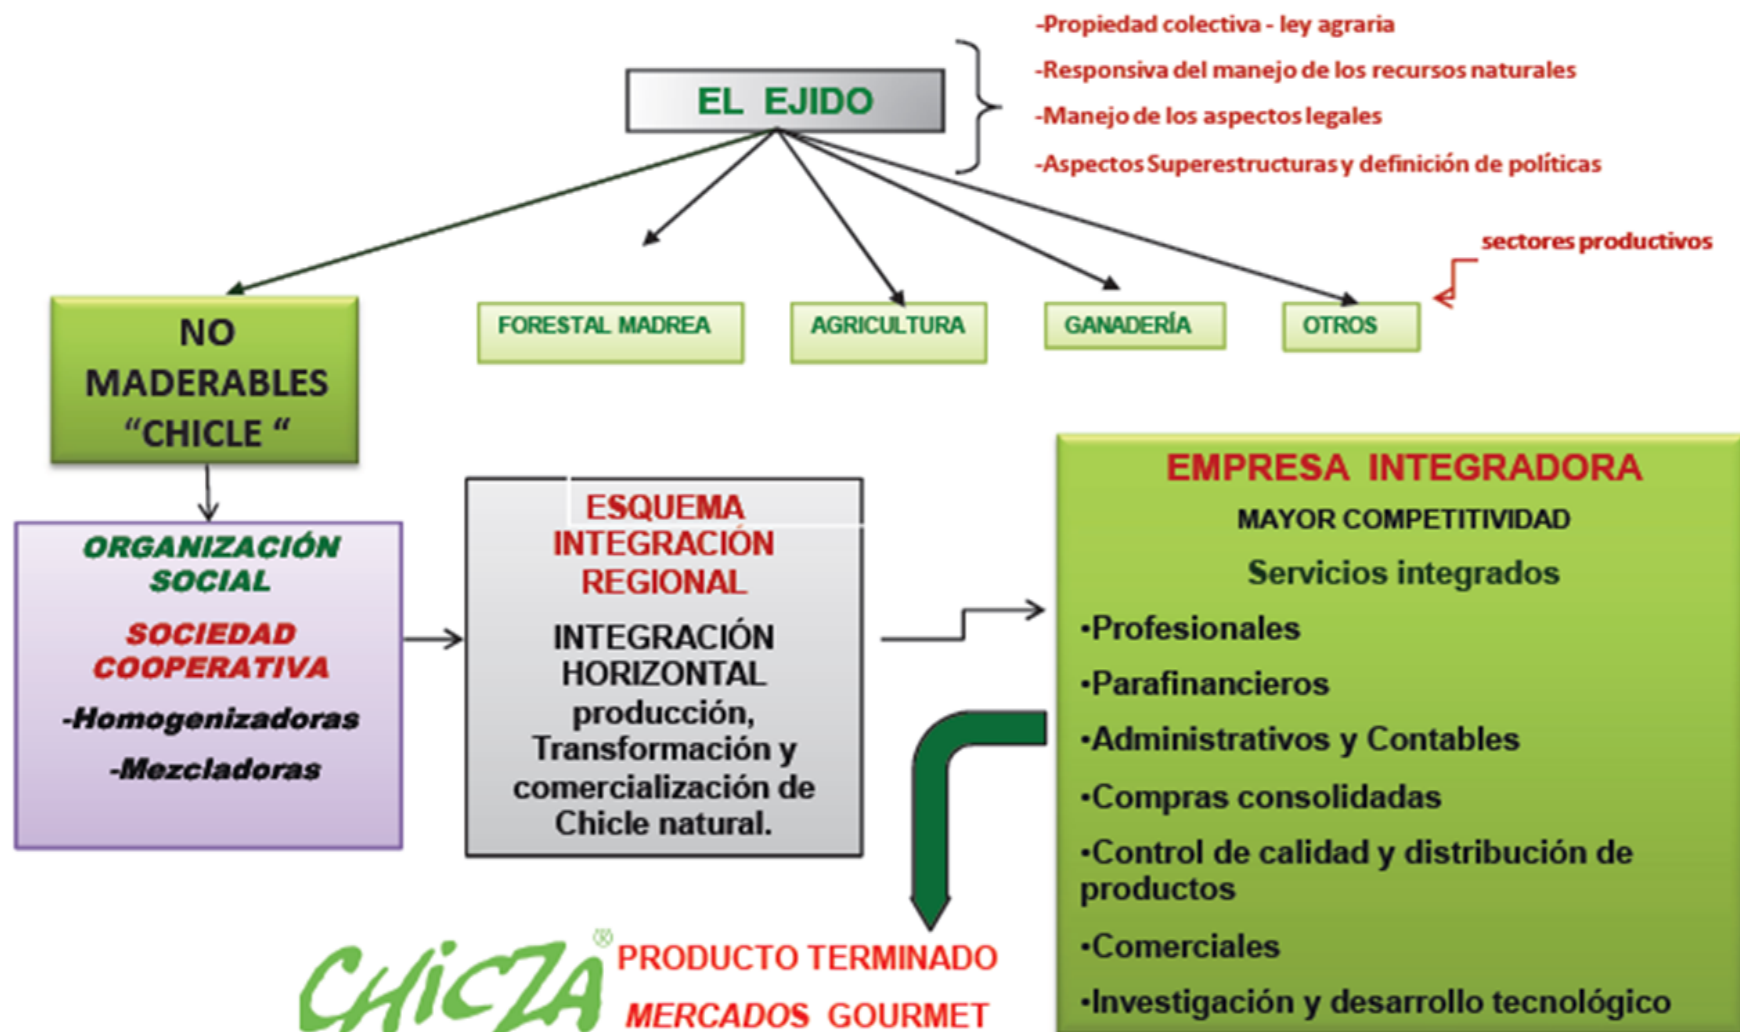 -Propiedad colectiva - ley agraria
-Responsiva del manejo de los recursos naturales
-Manejo de los aspectos legales
-Aspectos Superestructuras y definición de políticas
EL EJIDO
sectores productivos
NO
MADERABLES
“CHICLE “
FORESTAL MADREA
AGRICULTURA
GANADERÍA
OTROS
ORGANIZACIÓN
SOCIAL
SOCIEDAD
COOPERATIVA
-Homogenizadoras
-Mezcladoras
ESQUEMA
INTEGRACIÓN
REGIONAL
INTEGRACIÓN
HORIZONTAL
producción,
Transformación y
comercialización de
Chicle natural.
EMPRESA INTEGRADORA
MAYOR COMPETITIVIDAD
Servicios integrados
•Profesionales
•Parafinancieros
•Administrativos y Contables
•Compras consolidadas
•Control de calidad y distribución de
productos
•Comerciales
•Investigación y desarrollo tecnológico
CHiCZA®
PRODUCTO TERMINADO
MERCADOS GOURMET